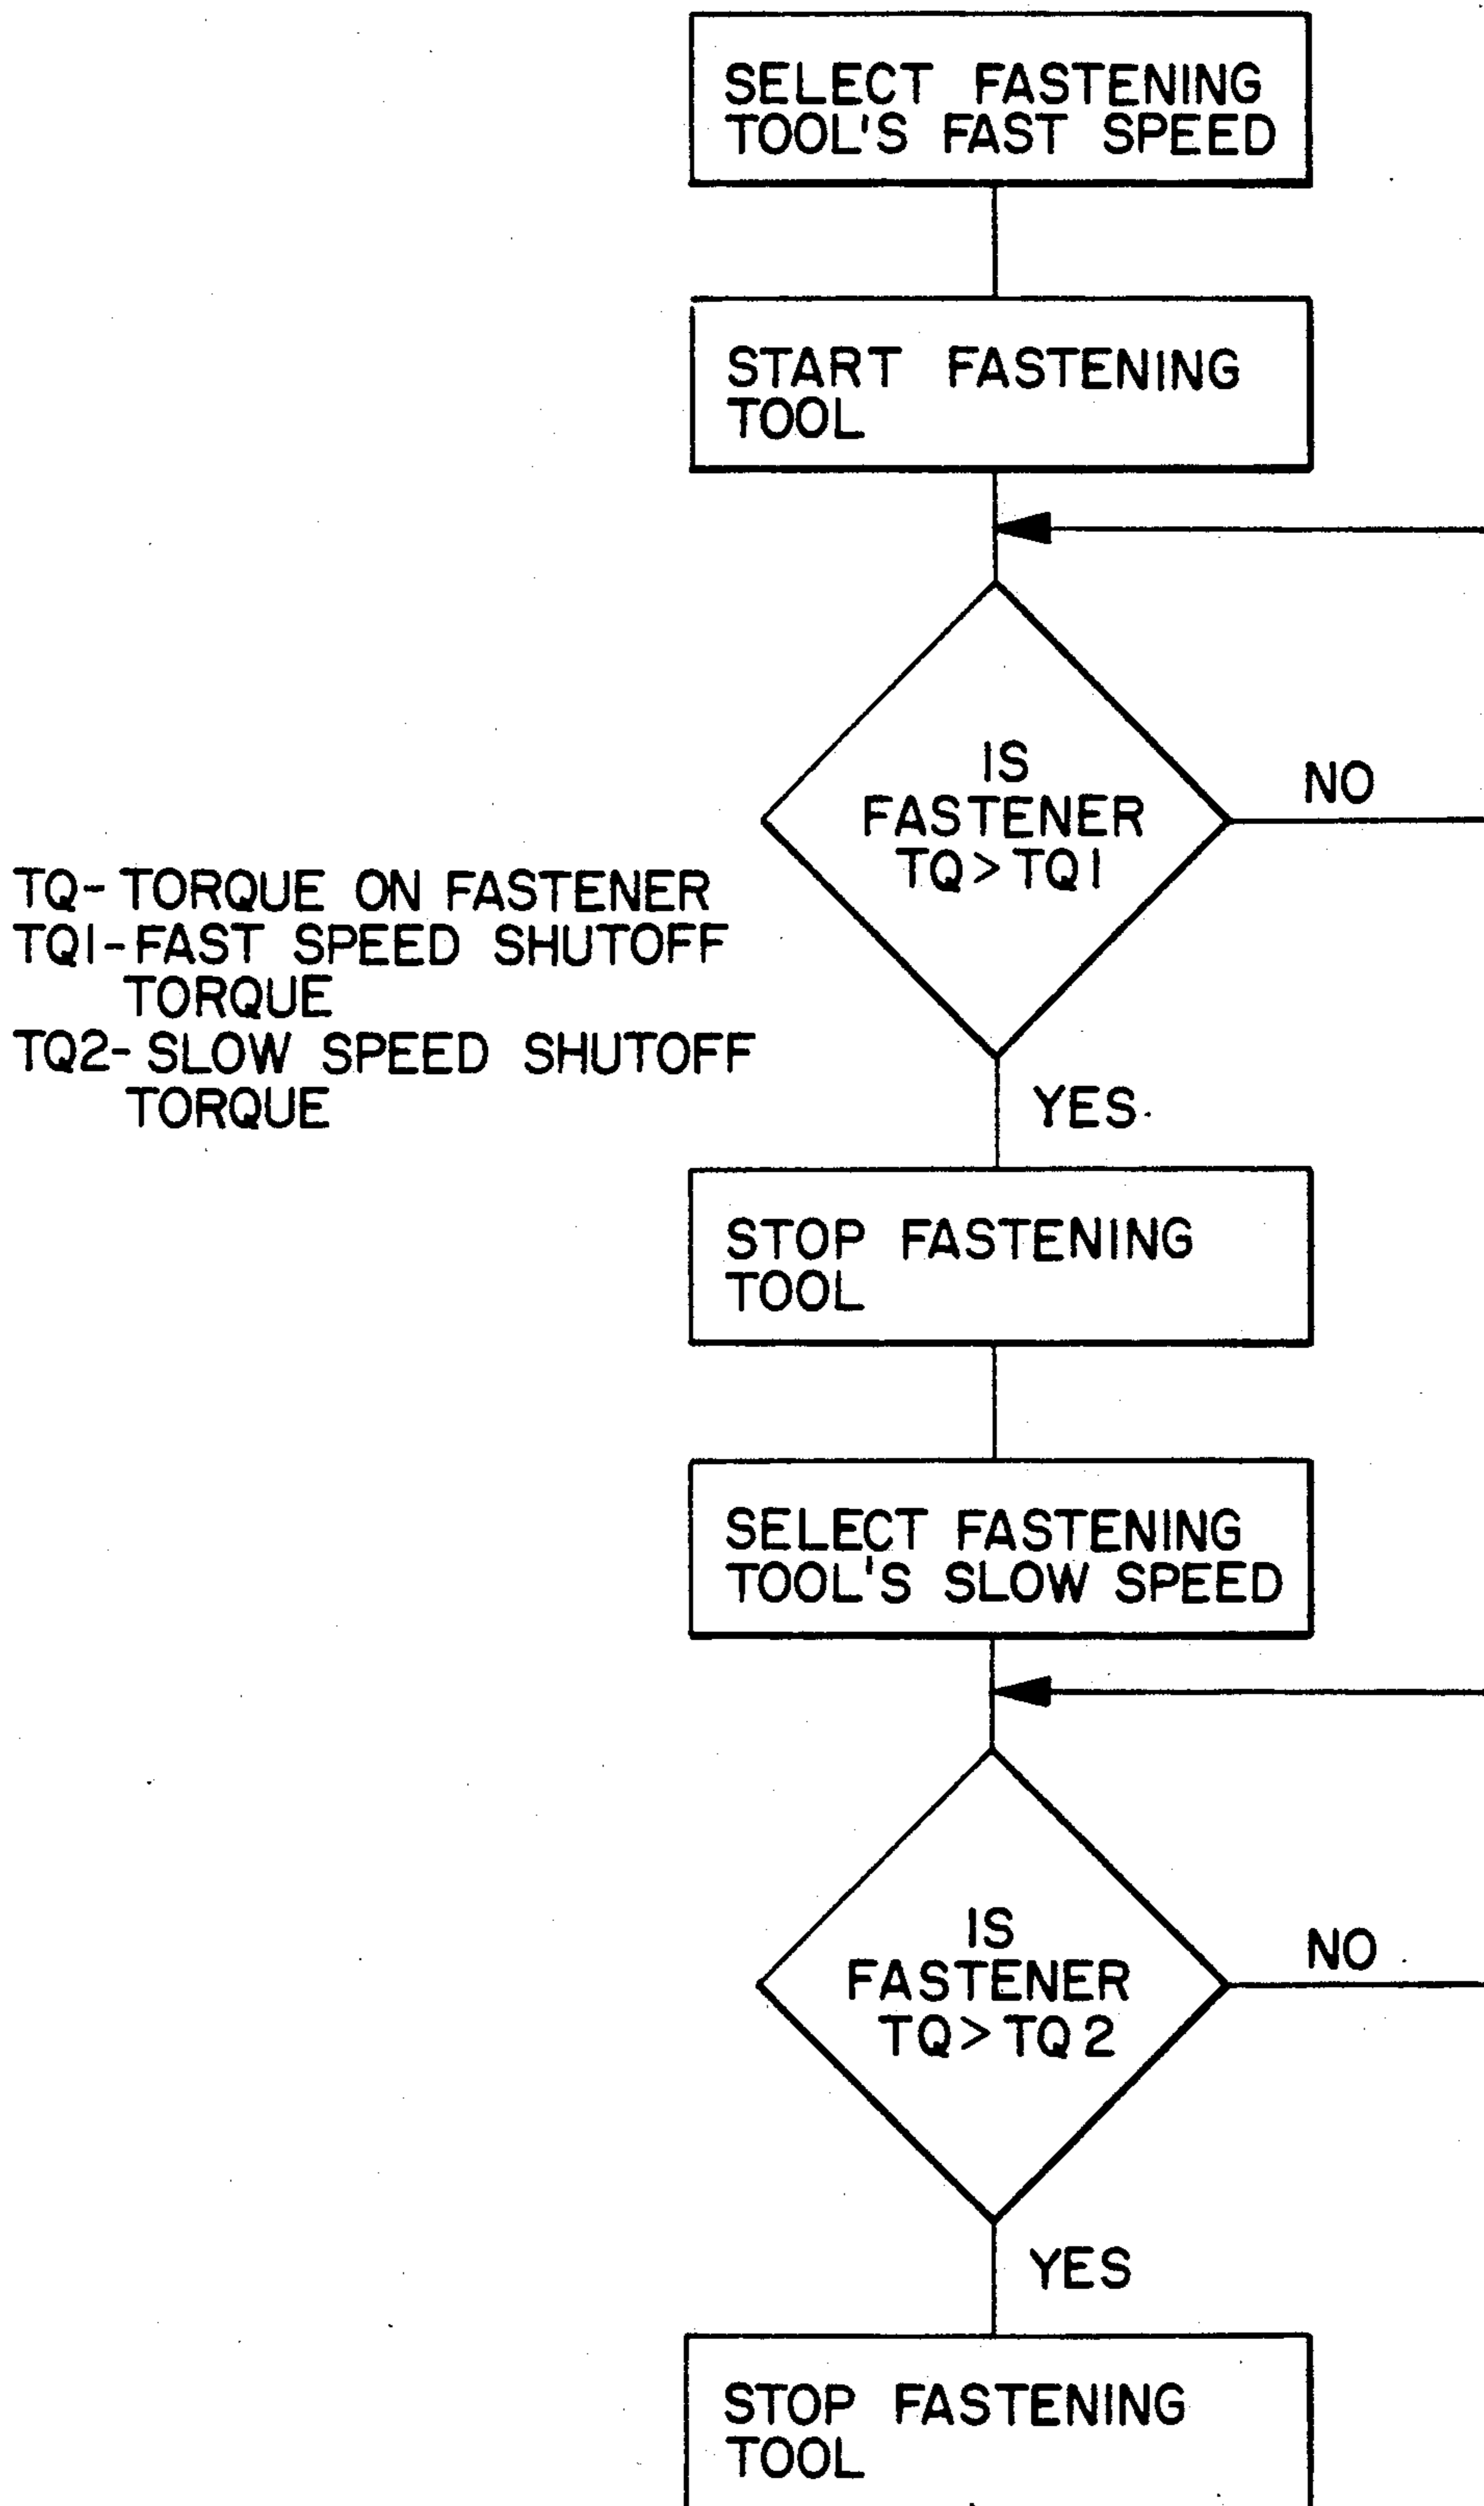 SELECT FASTENING
TOOL'S FAST SPEED
START FASTENING
TOOL
IS
FASTENER
TQ>TQ1
NO
TQ-TORQUE ON FASTENER
TQ1-FAST SPEED SHUTOFF
TORQUE
TQ2-SLOW SPEED SHUTOFF
TORQUE
YES
STOP FASTENING
TOOL
SELECT FASTENING
TOOL'S SLOW SPEED
IS
FASTENER
TQ>TQ2
NO
YES
STOP FASTENING
TOOL